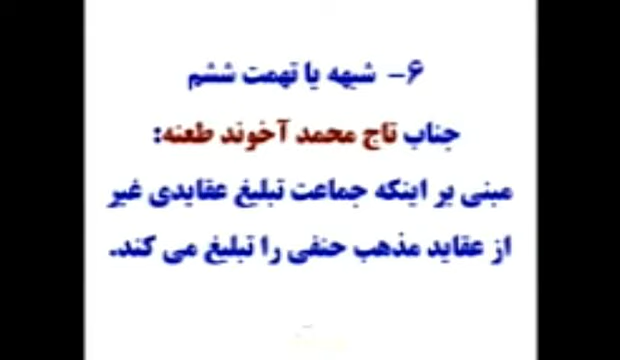 ۶- شبهه یا تهمت ششم
جناب تاج محمد آخوند طعنه:
مبنی بر اینکه جماعت تبلیغ عقایدی غیر
از عقاید مذهب حنفی را تبلیغ می کند.